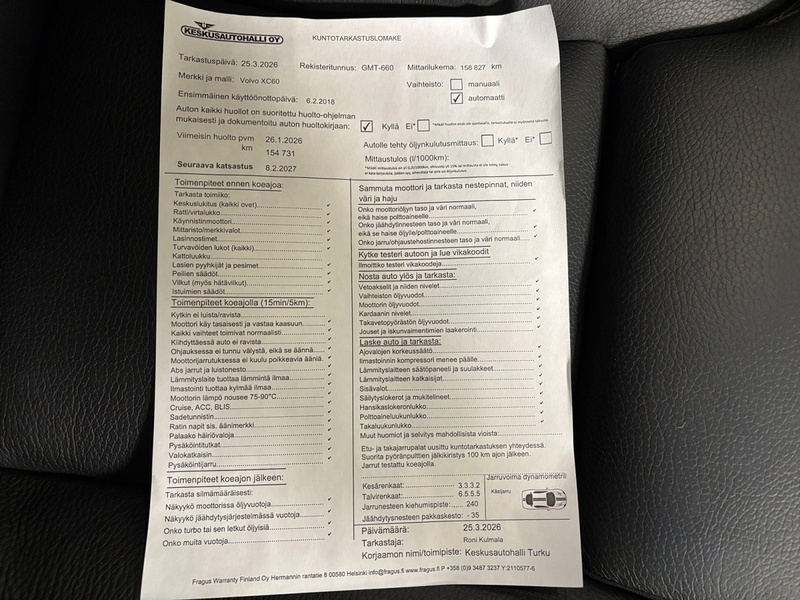 KESKUSAUTOHALLI OY
KUNTOTARKASTUSLOMAKE
Tarkastuspäivä: 25.3.2026 Rekisteritunnus: GMT-660 Mittarilukema: 158 827 km
Merkki ja malli: Volvo XC60 Vaihteisto: manuaali
✓ automaatti
Ensimmäinen käyttöönottopäivä: 6.2.2018
Auton kaikki huollot on suoritettu huolto-ohjelman
mukaisesti ja dokumentoitu auton huoltokirjaan: ✓ Kyllä Ei*
Viimeisin huolto pvm 26.1.2026
km 154 731
Seuraava katsastus 8.2.2027
Autolle tehty öljynkulutusmittaus: Kyllä* Ei*
Mittaustulos (l/1000km):
Toimenpiteet ennen koeajoa:
Tarkasta toimiiko:
Keskuslukitus (kaikki ovet) ✓
Ratti/virtalukko ✓
Käynnistinmoottori ✓
Mittaristo/merkkivalot ✓
Lasinnostimet ✓
Turvavöiden lukot (kaikki) ✓
Kattoluukku ✓
Lasien pyyhkijät ja pesimet ✓
Peilien säädöt ✓
Vilkut (myös hätävilkut) ✓
Istuimien säädöt ✓
Toimenpiteet koeajolla (15min/5km):
Kytkin ei luista/ravista
Moottori käy tasaisesti ja vastaa kaasuun ✓
Kaikki vaihteet toimivat normaalisti ✓
Kiihdyttäessä auto ei ravista ✓
Ohjauksessa ei tunnu välystä, eikä se äännä ✓
Moottorijarrutuksessa ei kuulu poikkeavia ääniä ✓
Abs jarrut ja luistonesto ✓
Lämmityslaite tuottaa lämmintä ilmaa ✓
Ilmastointi tuottaa kylmää ilmaa ✓
Moottorin lämpö nousee 75-90°C ✓
Cruise, ACC, BLIS ✓
Sadetunnistin ✓
Ratin napit sis. äänimerkki ✓
Palaako häiriövaloja ✓
Pysäköintitutkat ✓
Valokatkaisin ✓
Pysäköintijarru ✓
Toimenpiteet koeajon jälkeen:
Tarkasta silmämääräisesti:
Näkyykö moottorissa öljyvuotoja ✓
Näkyykö jäähdytysjärjestelmässä vuotoja ✓
Onko turbo tai sen letkut öljyisiä ✓
Onko muita vuotoja ✓
Sammuta moottori ja tarkasta nestepinnat, niiden
väri ja haju
Onko moottoriöljyn taso ja väri normaali,
eikä haise polttoaineelle ✓
Onko jäähdytinnesteen taso ja väri normaali,
eikä se haise öljylle/polttoaineelle ✓
Onko jarru/ohjaustehostinnesteen taso ja väri normaali ✓
Kytke testeri autoon ja lue vikakoodit
Ilmoittiko testeri vikakoodeja ✓
Nosta auto ylös ja tarkasta:
Vetoakselit ja niiden nivelet ✓
Vaihteiston öljyvuodot ✓
Moottorin öljyvuodot ✓
Kardaanin nivelet ✓
Takavetopyörästön öljyvuodot ✓
Jouset ja iskunvaimentimien laakerointi ✓
Laske auto ja tarkasta:
Ajovalojen korkeussäätö ✓
Ilmastoinnin kompressori menee päälle ✓
Lämmityslaitteen säätöpaneeli ja suulakkeet ✓
Lämmityslaitteen katkaisijat ✓
Sisävalot ✓
Säilytyslokerot ja mukitelineet ✓
Hansikaslokeronlukko ✓
Polttoaineluukunlukko ✓
Takaluukunlukko ✓
Muut huomiot ja selvitys mahdollisista vioista:
Etu- ja takajarrupalat uusittu kuntotarkastuksen yhteydessä.
Suorita pyöränpulttien jälkikiristys 100 km ajon jälkeen.
Jarrut testattu koeajolla.
Kesärenkaat: 3.3.3.2
Talvirenkaat: 6.5.5.5
Jarrunesteen kiehumispiste: 240
Jäähdytysnesteen pakkaskesto: - 35
Jarruvoima dynamometri
Käsijarru
Päivämäärä: 25.3.2026
Tarkastaja: Roni Kulmala
Korjaamon nimi/toimipiste: Keskusautohalli Turku
Fragus Warranty Finland Oy Hermannin rantatie 8 00580 Helsinki info@fragus.fi www.fragus.fi P +358 (0)9 3487 3237 Y:2110577-6